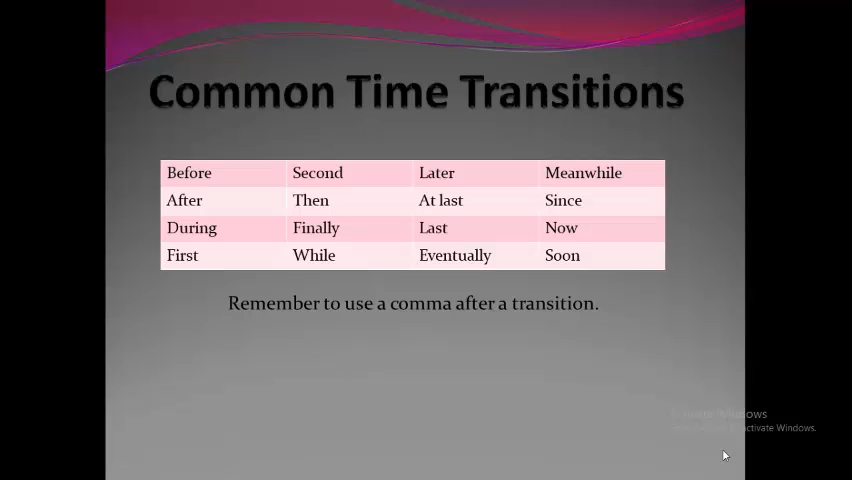 Common Time Transitions
Before Second Later Meanwhile
After Then At last Since
During Finally Last Now
First While Eventually Soon
Remember to use a comma after a transition.
Windows
Activate Windows.